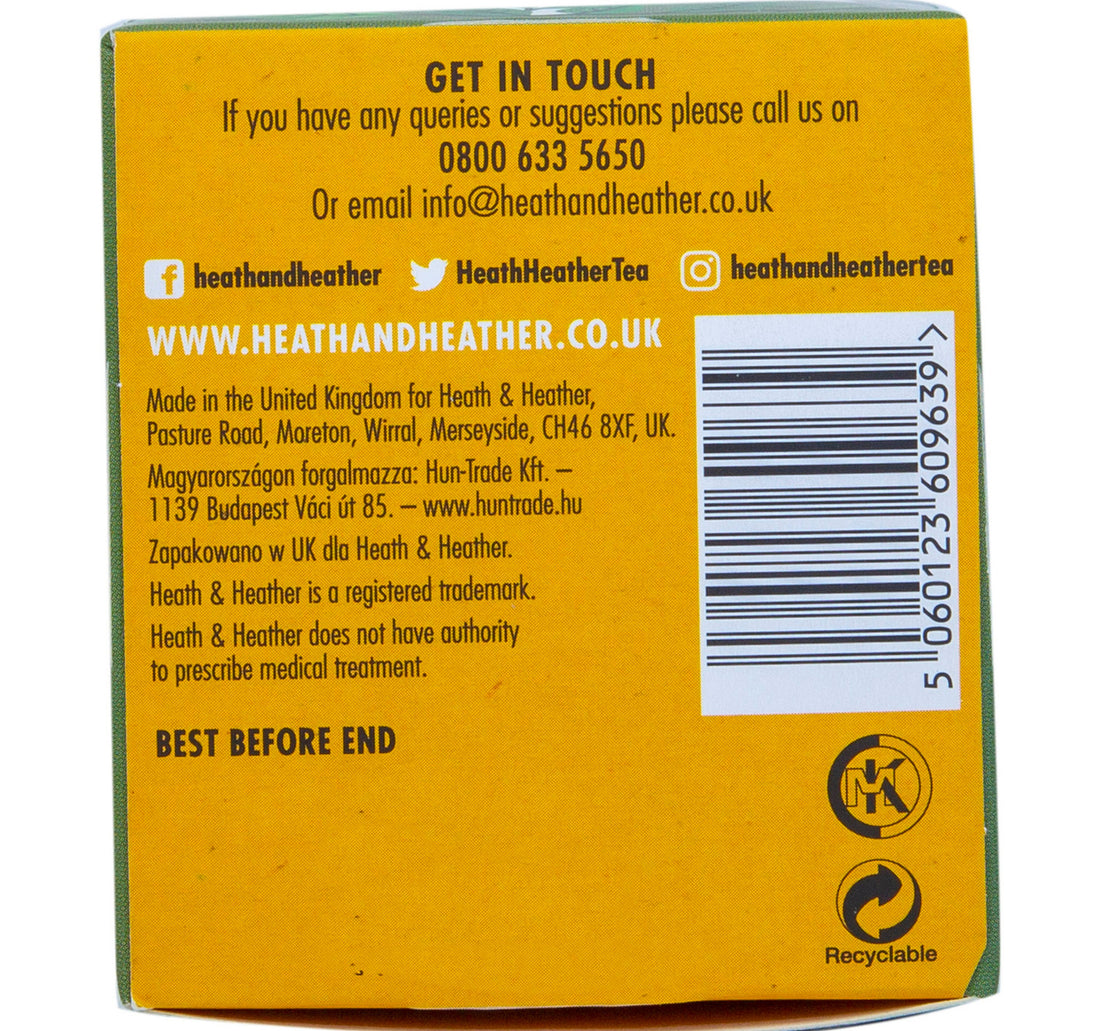 GET IN TOUCH
If you have any queries or suggestions please call us on
0800 633 5650
Or email info@heathandheather.co.uk
heathandheather HeathHeatherTea heathandheathertea
WWW.HEATHANDHEATHER.CO.UK
Made in the United Kingdom for Heath & Heather,
Pasture Road, Moreton, Wirral, Merseyside, CH46 8XF, UK.
Magyarországon forgalmazza: Hun-Trade Kft. –
1139 Budapest Váci út 85. – www.huntrade.hu
Zapakowano w UK dla Heath & Heather.
Heath & Heather is a registered trademark.
Heath & Heather does not have authority
to prescribe medical treatment.
BEST BEFORE END
5 060123 609639 >
MK
Recyclable